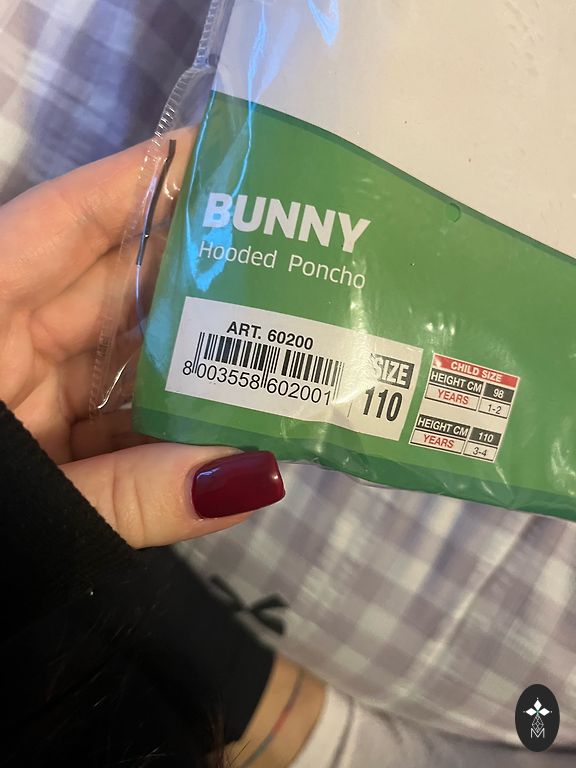 BUNNY
Hooded Poncho
ART. 60200
8 003558 602001
SIZE
110
CHILD SIZE
HEIGHT CM 98
YEARS 1-2
HEIGHT CM 110
YEARS 3-4
M